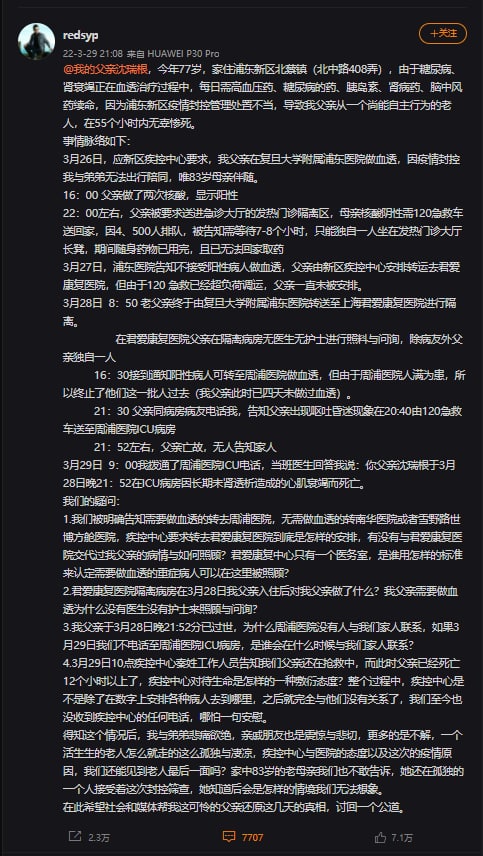 redsyp
+关注
22-3-29 21:08 来自 HUAWEI P30 Pro
@我的父亲沈瑞根，今年77岁，家住浦东新区北蔡镇（北中路408弄），由于糖尿病、
肾衰竭正在血透治疗过程中，每日需高血压药、糖尿病的药、胰岛素、肾病药、脑中风
药续命，因为浦东新区疫情封控管理处置不当，导致我父亲从一个尚能自主行为的老
人，在55个小时内无辜惨死。
事情脉络如下：
3月26日，应新区疾控中心要求，我父亲在复旦大学附属浦东医院做血透，因疫情封控
我与弟弟无法出行陪同，唯83岁母亲伴随。
16：00 父亲做了两次核酸，显示阳性
22：00左右，父亲被要求送进急诊大厅的发热门诊隔离区，母亲核酸阴性需120急救车
送回家，因4、500人排队，被告知需等待7-8个小时，只能独自一人坐在发热门诊大厅
长凳，期间随身药物已用完，且已无法回家取药
3月27日，浦东医院告知不接受阳性病人做血透，父亲由新区疾控中心安排转运去君爱
康复医院，但由于120 急救已经超负荷调运，父亲一直未被安排。
3月28日 8：50 老父亲终于由复旦大学附属浦东医院转送至上海君爱康复医院进行隔
离。
在君爱康复医院父亲在隔离病房无医生无护士进行照料与问询，除病友外父
亲独自一人
16：30接到通知阳性病人可转至周浦医院做血透，但由于周浦医院人满为患，所
以终止了他们这一批人过去（我父亲此时已四天未做过血透）。
21：30 父亲同病房病友电话我，告知父亲出现呕吐昏迷现象在20:40由120急救
车送至周浦医院ICU病房
21：52左右，父亲亡故，无人告知家人
3月29日 9：00我拨通了周浦医院ICU电话，当班医生回答我说：你父亲沈瑞根于3月
28日晚21：52在ICU病房因长期未肾透析造成的心肌衰竭而死亡。
我们的疑问：
1.我们被明确告知需要做血透的转去周浦医院，无需做血透的转南华医院或者雪野路世
博方舱医院，疾控中心要求转去君爱康复医院到底是怎样的安排，有没有与君爱康复医
院交代过我父亲的病情与如何照顾？君爱康复中心只有一个医务室，是谁用怎样的标准
来认定需要做血透的重症病人可以在这里被照顾？
2.君爱康复医院隔离病房在3月28日我父亲入住后对我父亲做了什么？我父亲需要做血
透为什么没有医生没有护士来照顾与问询？
3.我父亲于3月28日晚21:52分已过世，为什么周浦医院没有人与我们家人联系，如果3
月29日我们不电话至周浦医院ICU病房，是谁会在什么时候与我们家人联系？
4.3月29日10点疾控中心秦姓工作人员告知我们父亲还在抢救中，而此时父亲已经死亡
12个小时以上了，疾控中心对待生命是怎样的一种敷衍态度？整个过程中，疾控中心是
不是除了在数字上安排各种病人去到哪里，之后就完全与他们没有关系了，我们至今也
没收到疾控中心的任何电话，哪怕一句安慰。
得知这个情况后，我与弟弟悲痛欲绝，亲戚朋友也是震惊与悲切，更多的是不解，一个
活生生的老人怎么就走的这么孤独与凄凉，疾控中心与医院的态度以及这次的疫情原
因，我们还能见到老人最后一面吗？家中83岁的老母亲我们也不敢告诉，她还在孤独的
一个人接受着这次封控筛查，她知道后会是怎样的情境我们无法想象。
在此希望社会和媒体帮我这可怜的父亲还原这几天的真相，讨回一个公道。
2.3万
7707
7.1万